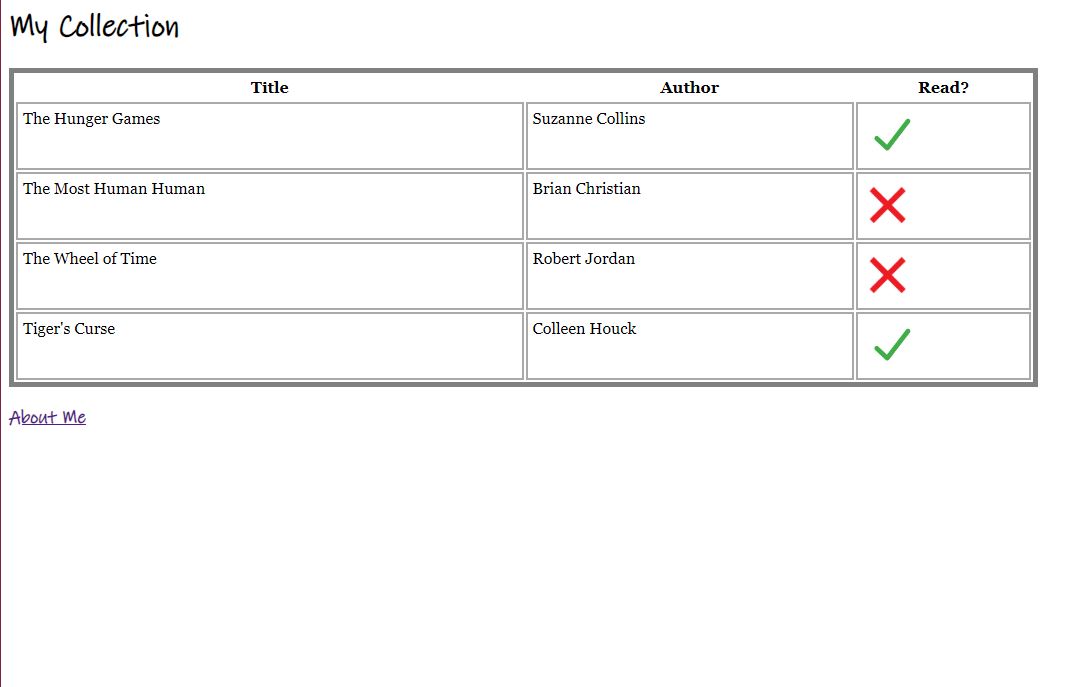 My Collection
Title Author Read?
The Hunger Games Suzanne Collins
The Most Human Human Brian Christian
The Wheel of Time Robert Jordan
Tiger's Curse Colleen Houck
About Me